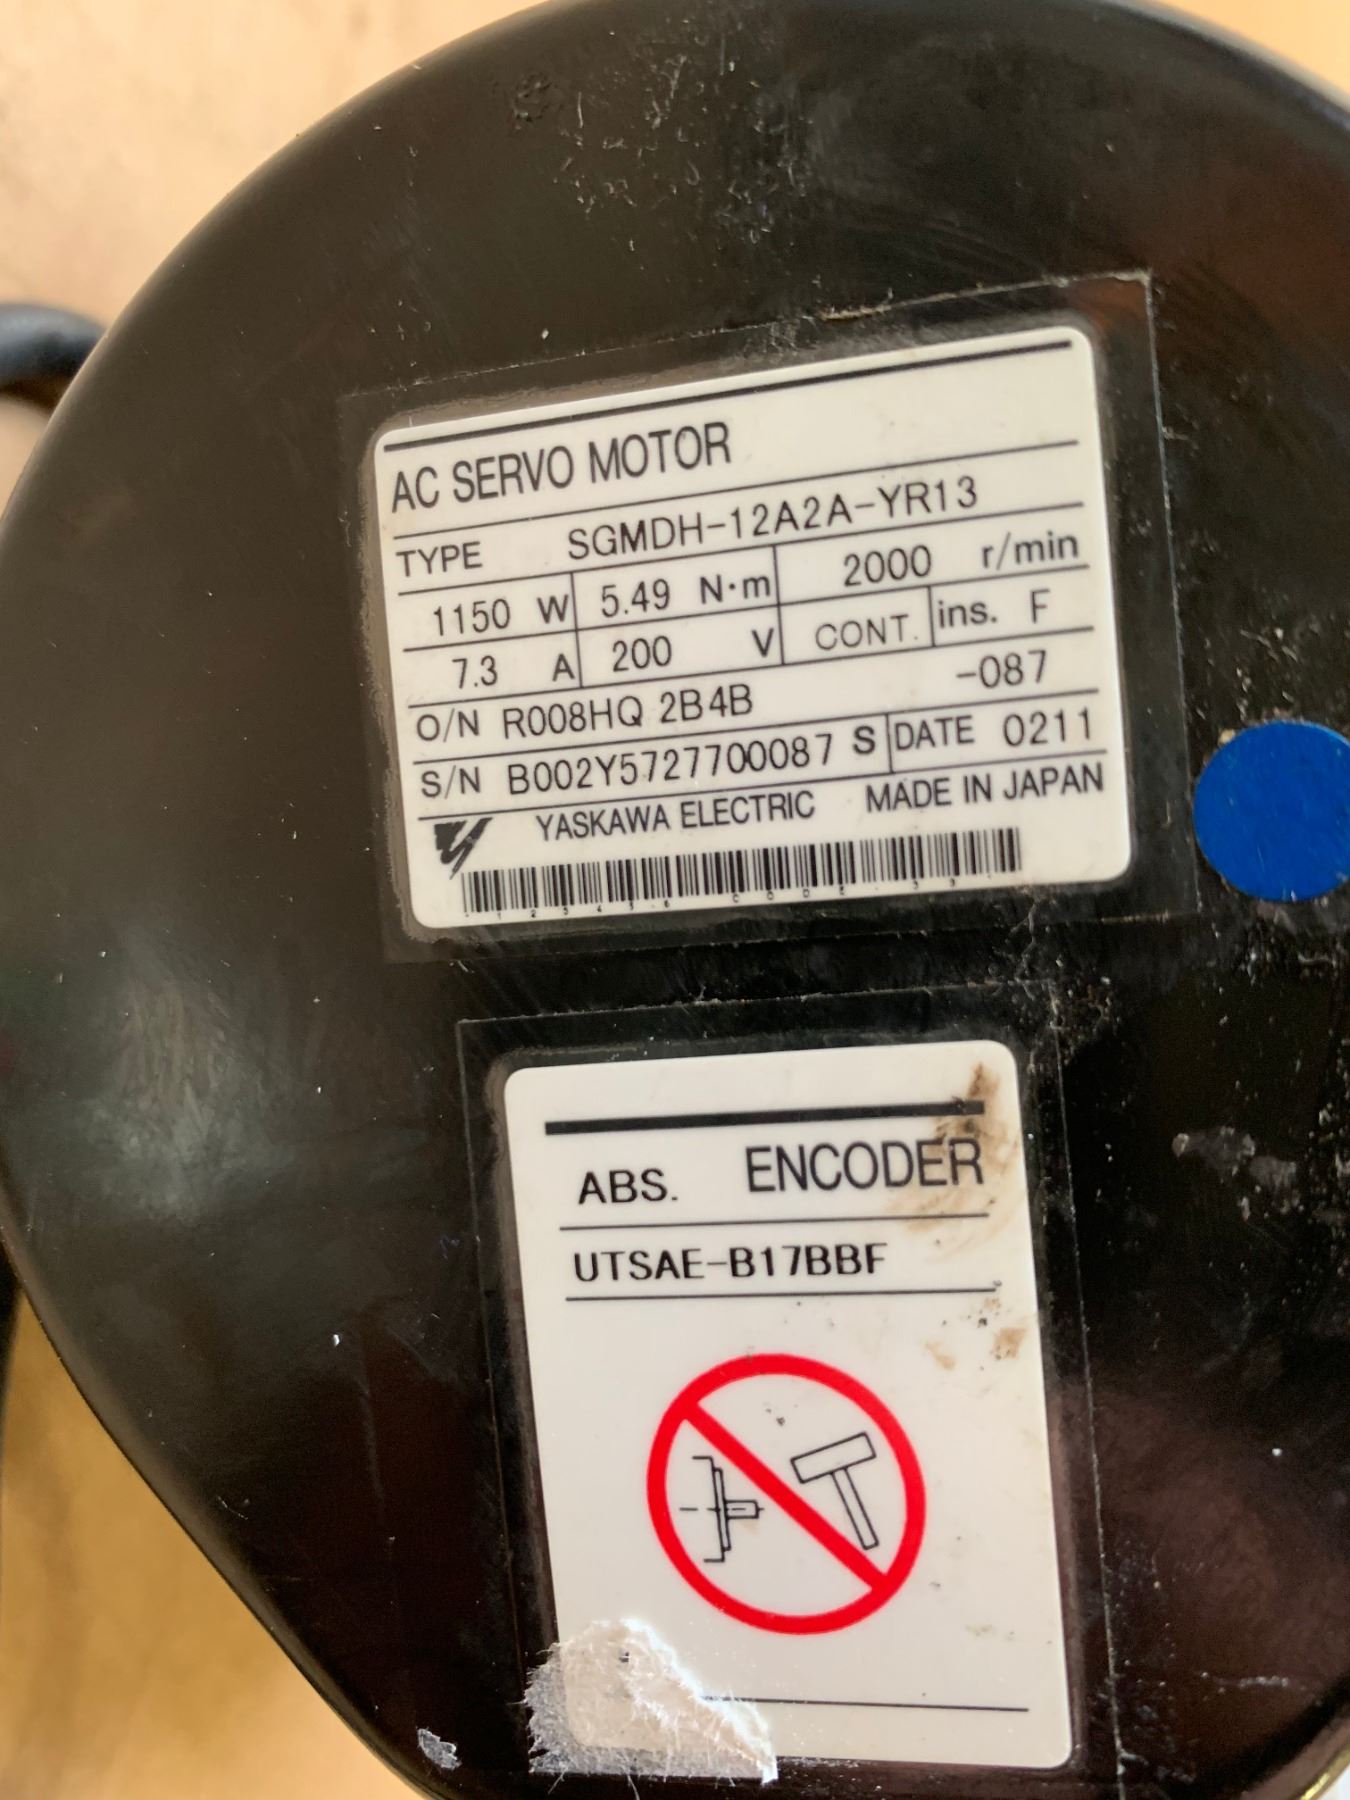 AC SERVO MOTOR
TYPE SGMDH-12A2A-YR13
1150 W 5.49 N·m 2000 r/min
7.3 A 200 V CONT. ins. F
O/N R008HQ 2B4B -087
S/N B002Y5727700087 S DATE 0211
YASKAWA ELECTRIC MADE IN JAPAN
ABS. ENCODER
UTSAE-B17BBF